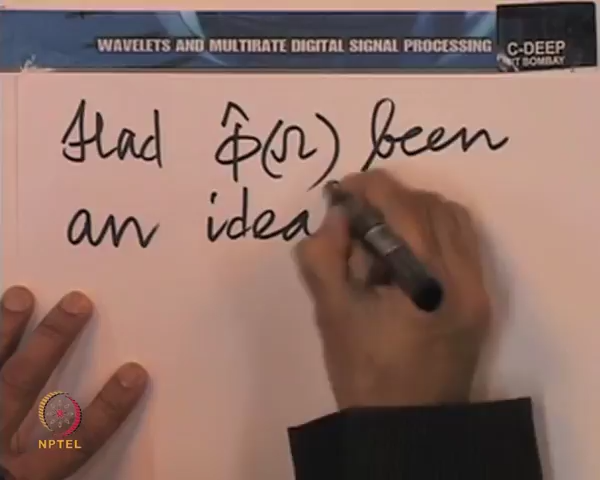 WAVELETS AND MULTIRATE DIGITAL SIGNAL PROCESSING
C-DEEP
IIT BOMBAY
Had Φ̂(Ω) been
an idea
NPTEL